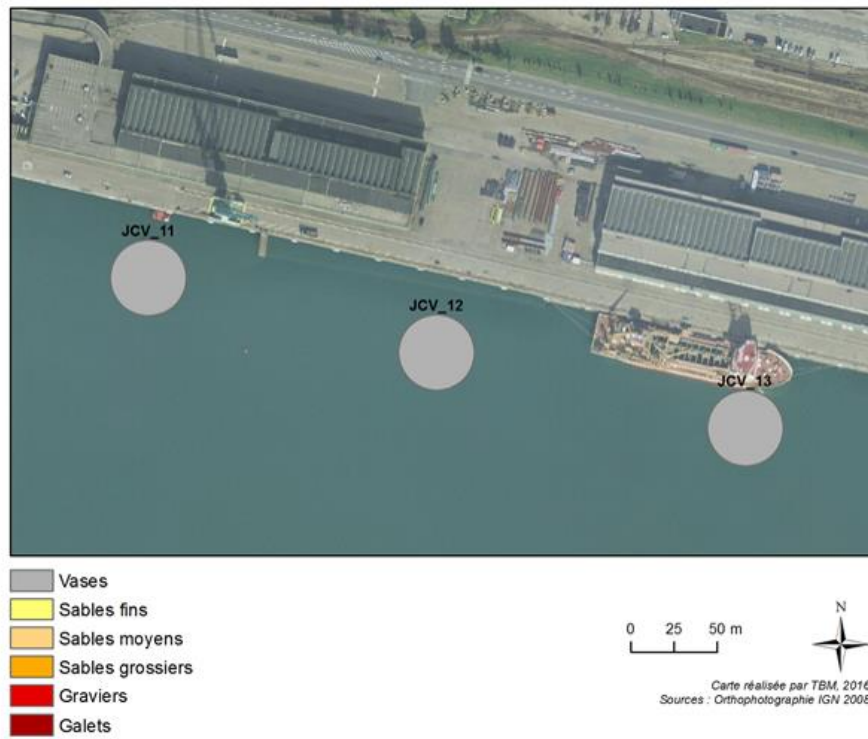 JCV_11
JCV_12
JCV_13
Vases
Sables fins
Sables moyens
Sables grossiers
Graviers
Galets
0 25 50 m
N
Carte réalisée par TBM, 2016
Sources : Orthophotographie IGN 2008